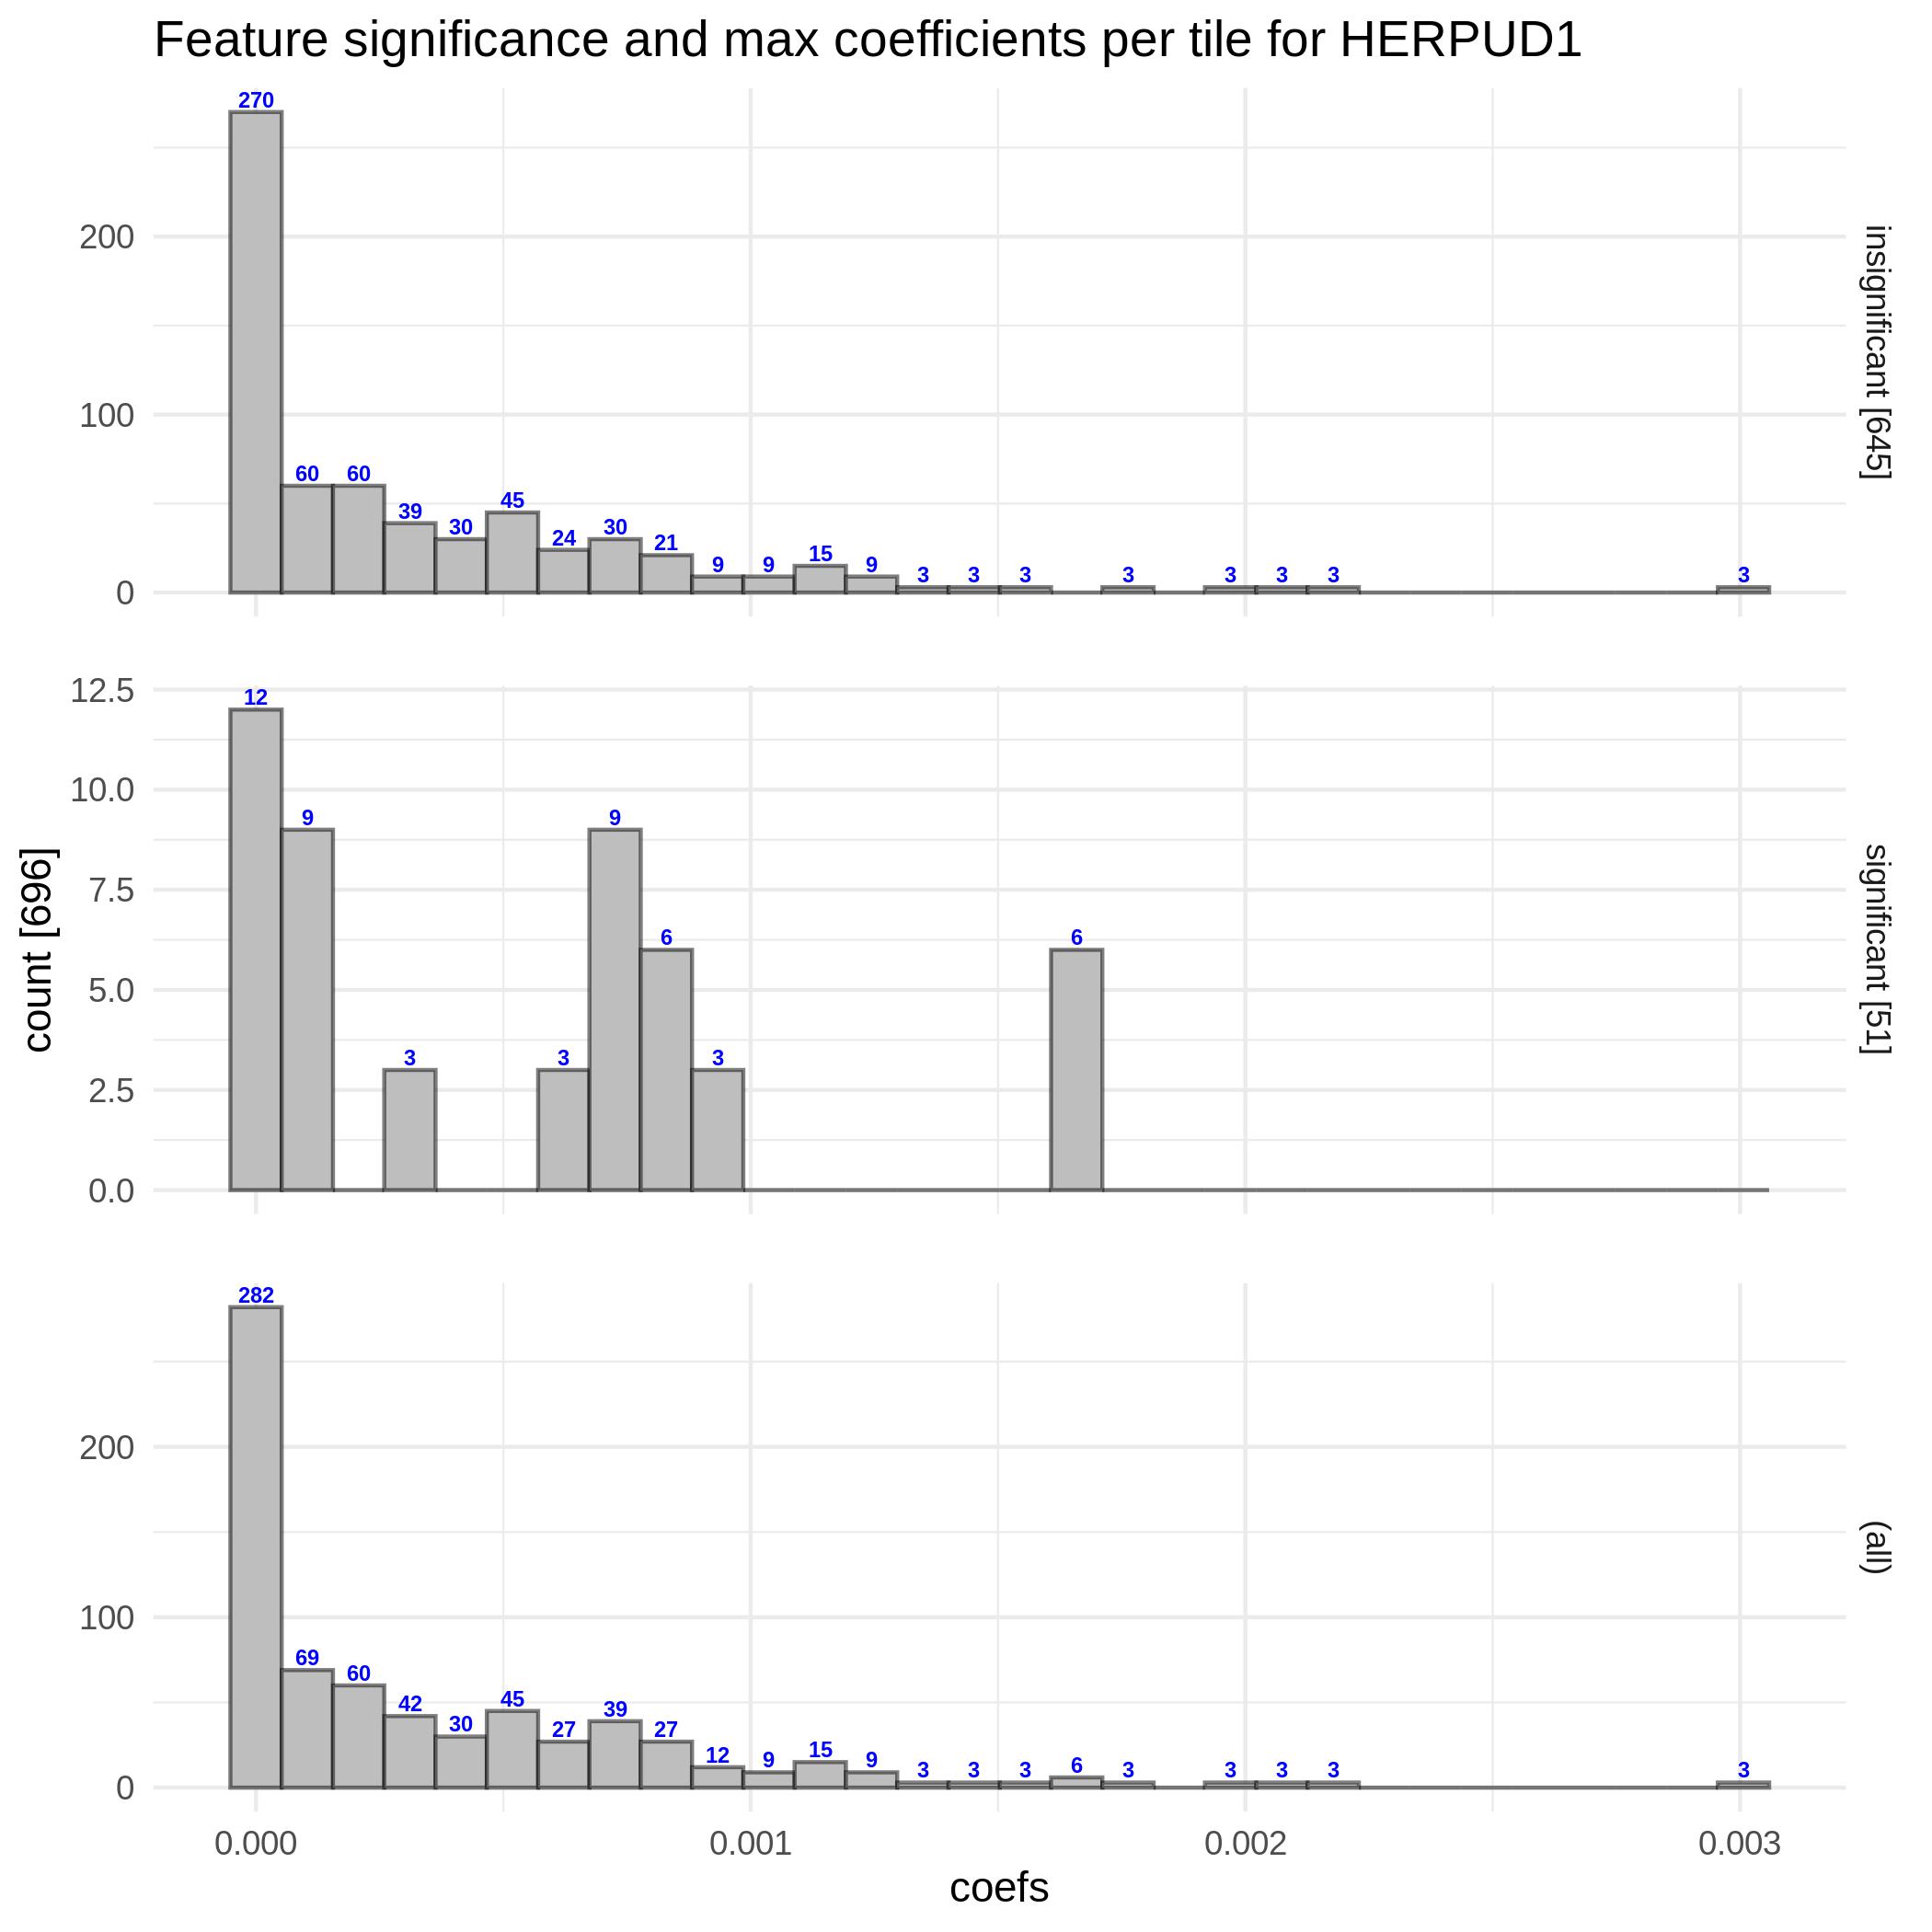 Feature significance and max coefficients per tile for HERPUD1
270
200
100
0
60 60 39 30 45 24 30 21 9 9 15 9 3 3 3 3 3 3 3 3
insignificant [645]
12.5
10.0
7.5
5.0
2.5
0.0
12 9 3 3 9 6 3 6
significant [51]
count [696]
282
200
100
0
69 60 42 30 45 27 39 27 12 9 15 9 3 3 3 6 3 3 3 3 3
(all)
0.000 0.001 0.002 0.003
coefs